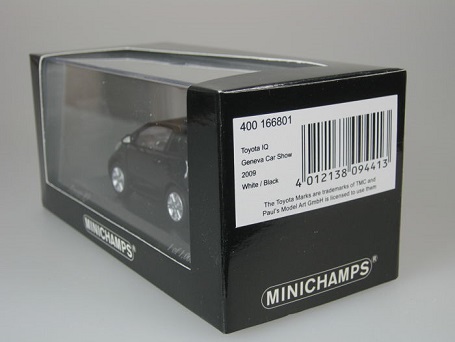 400 166801
Toyota IQ
Geneva Car Show
2009
White / Black
4 012138 094413
The Toyota Marks are trademarks of TMC and
Paul's Model Art GmbH is licensed to use them
MINICHAMPS®
MINICHAMPS®